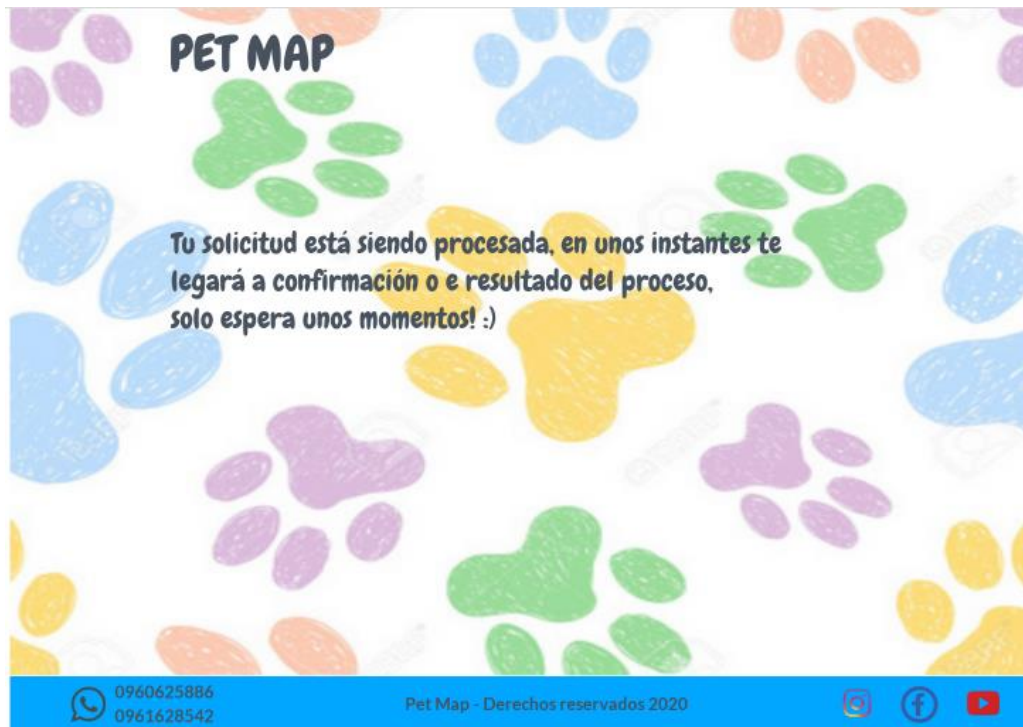 PET MAP
Tu solicitud está siendo procesada, en unos instantes te
legará a confirmación o e resultado del proceso,
solo espera unos momentos! :)
0960625886
0961628542
Pet Map - Derechos reservados 2020